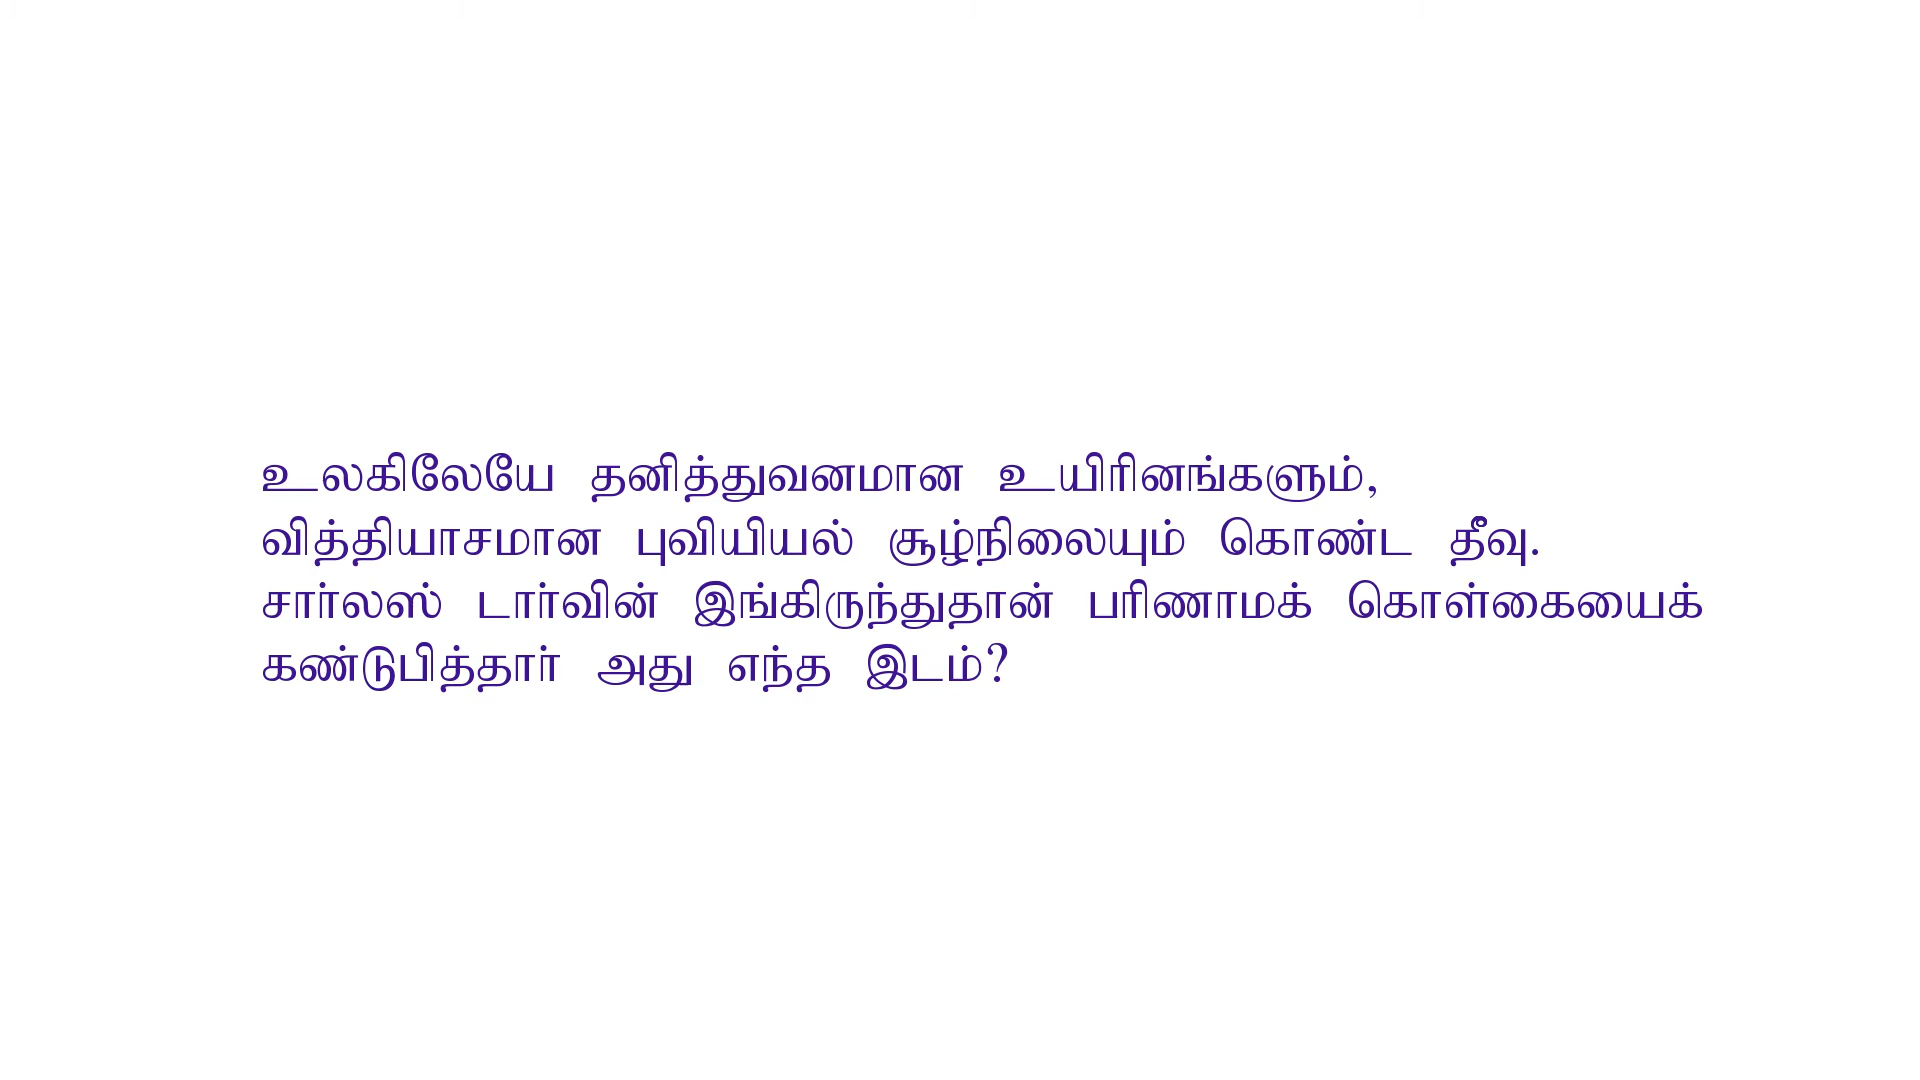 உலகிலேயே தனித்துவனமான உயிரினங்களும்,
வித்தியாசமான புவியியல் சூழ்நிலையும் கொண்ட தீவு.
சார்லஸ் டார்வின் இங்கிருந்துதான் பரிணாமக் கொள்கையைக்
கண்டுபித்தார் அது எந்த இடம்?